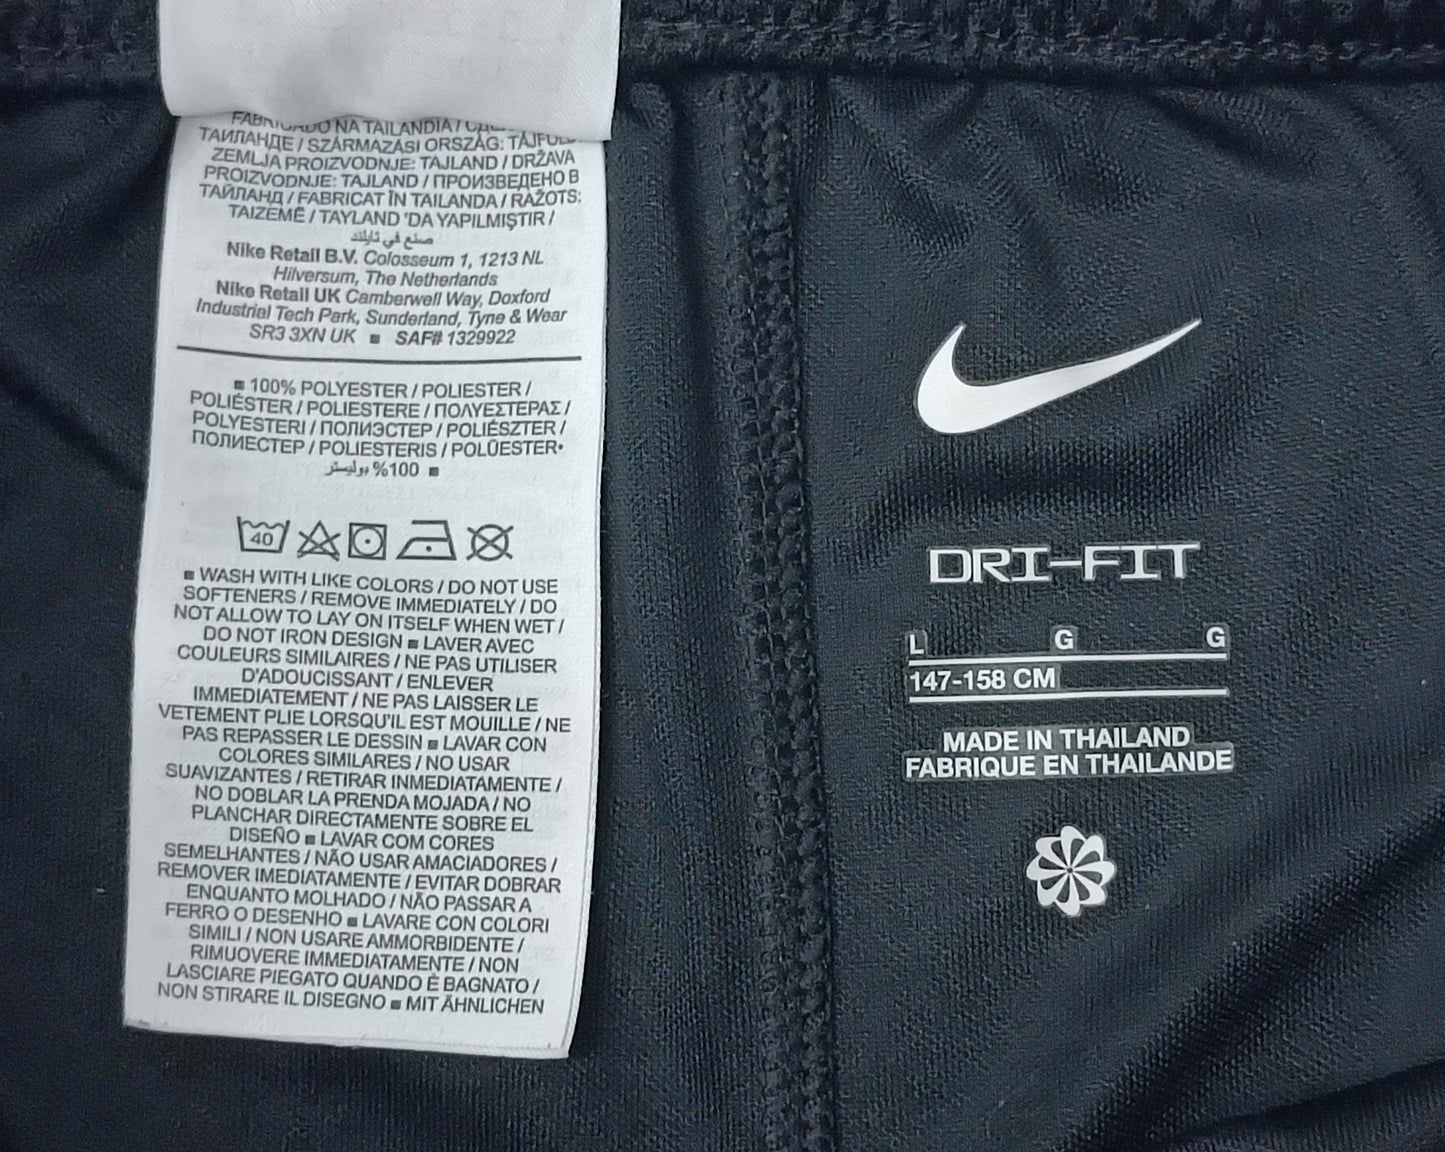 FABRICADO NA TAILANDIA /
ТАИЛАНДЕ / SZÁRMAZÁSI ORSZÁG: TAJFÖLD
ZEMLJA PROIZVODNJE: TAJLAND / DRŽAVA
PROIZVODNJE: TAJLAND / ПРОИЗВЕДЕНО В
ТАЙЛАНД / FABRICAT ÎN TAILANDA / RAŽOTS:
TAIZEMĒ / TAYLAND 'DA YAPILMIŞTIR /
صنع في تايلند
Nike Retail B.V. Colosseum 1, 1213 NL
Hilversum, The Netherlands
Nike Retail UK Camberwell Way, Doxford
Industrial Tech Park, Sunderland, Tyne & Wear
SR3 3XN UK ■ SAF# 1329922
■ 100% POLYESTER / POLIESTER /
POLIÉSTER / POLIESTERE / ΠΟΛΥΕΣΤΕΡΑΣ /
POLYESTERI / ПОЛИЭСТЕР / POLIÉSZTER /
ПОЛИЕСТЕР / POLIESTERIS / POLÜESTER•
■ 100% بوليستر
40
■ WASH WITH LIKE COLORS / DO NOT USE
SOFTENERS / REMOVE IMMEDIATELY / DO
NOT ALLOW TO LAY ON ITSELF WHEN WET /
DO NOT IRON DESIGN ■ LAVER AVEC
COULEURS SIMILAIRES / NE PAS UTILISER
D'ADOUCISSANT / ENLEVER
IMMEDIATEMENT / NE PAS LAISSER LE
VETEMENT PLIE LORSQU'IL EST MOUILLE / NE
PAS REPASSER LE DESSIN ■ LAVAR CON
COLORES SIMILARES / NO USAR
SUAVIZANTES / RETIRAR INMEDIATAMENTE /
NO DOBLAR LA PRENDA MOJADA / NO
PLANCHAR DIRECTAMENTE SOBRE EL
DISEÑO ■ LAVAR COM CORES
SEMELHANTES / NÃO USAR AMACIADORES /
REMOVER IMEDIATAMENTE / EVITAR DOBRAR
ENQUANTO MOLHADO / NÃO PASSAR A
FERRO O DESENHO ■ LAVARE CON COLORI
SIMILI / NON USARE AMMORBIDENTE /
RIMUOVERE IMMEDIATAMENTE / NON
LASCIARE PIEGATO QUANDO È BAGNATO /
NON STIRARE IL DISEGNO ■ MIT ÄHNLICHEN
DRI-FIT
L G G
147-158 CM
MADE IN THAILAND
FABRIQUE EN THAILANDE